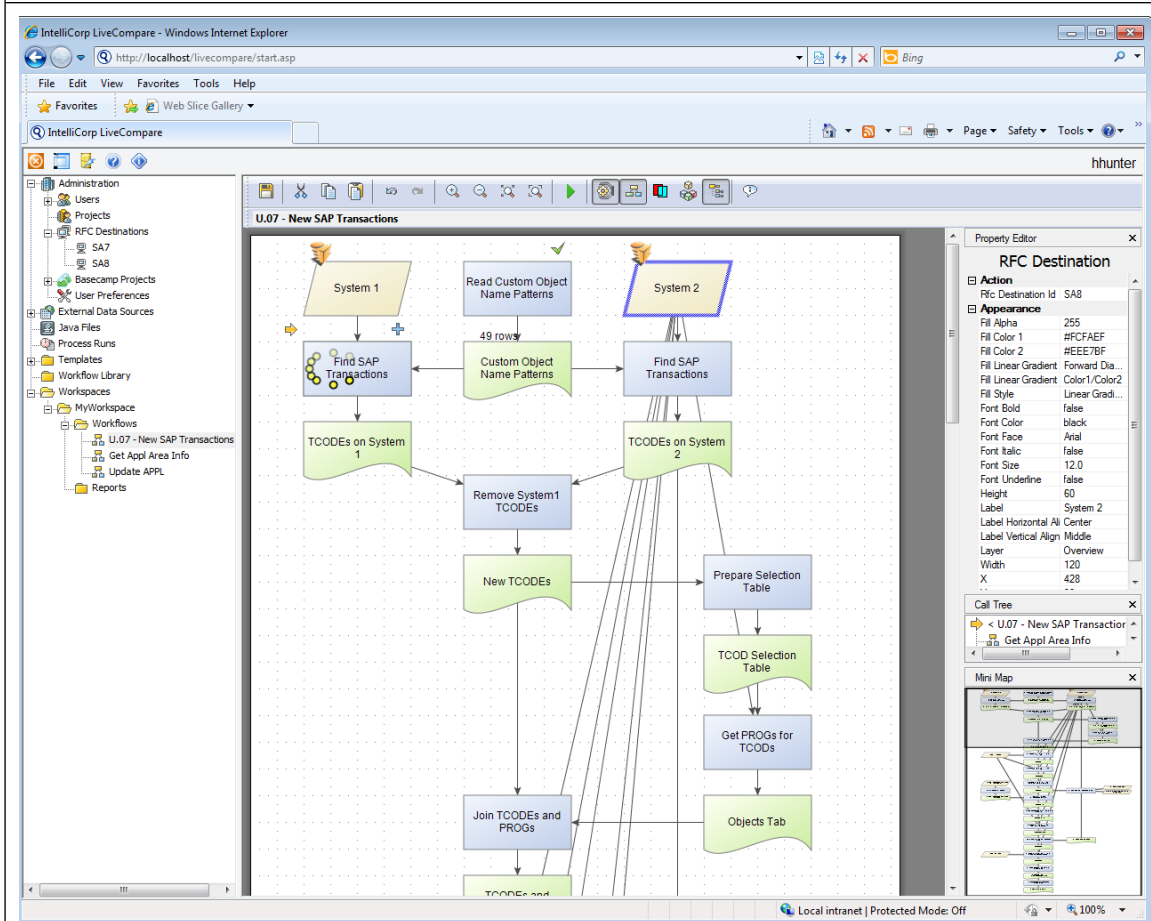 IntelliCorp LiveCompare - Windows Internet Explorer
http://localhost/livecompare/start.asp
Bing
File Edit View Favorites Tools Help
Favorites Web Slice Gallery
IntelliCorp LiveCompare
Page Safety Tools
hhunter
Administration
Users
Projects
RFC Destinations
SA7
SA8
Basecamp Projects
User Preferences
External Data Sources
Java Files
Process Runs
Templates
Workflow Library
Workspaces
MyWorkspace
Workflows
U.07 - New SAP Transactions
Get Appl Area Info
Update APPL
Reports
U.07 - New SAP Transactions
System 1
Read Custom Object
Name Patterns
System 2
49 rows
Find SAP
Transactions
Custom Object
Name Patterns
Find SAP
Transactions
TCODEs on System
1
TCODEs on System
2
Remove System1
TCODEs
New TCODEs
Prepare Selection
Table
TCOD Selection
Table
Get PROGs for
TCODs
Join TCODEs and
PROGs
Objects Tab
TCODEs and
Property Editor
RFC Destination
Action
Rfc Destination Id SA8
Appearance
Fill Alpha 255
Fill Color 1 #FCFAEF
Fill Color 2 #EEE7BF
Fill Linear Gradient Forward Dia...
Fill Linear Gradient Color1/Color2
Fill Style Linear Gradi...
Font Bold false
Font Color black
Font Face Arial
Font Italic false
Font Size 12.0
Font Underline false
Height 60
Label System 2
Label Horizontal Ali Center
Label Vertical Align Middle
Layer Overview
Width 120
X 428
Call Tree
< U.07 - New SAP Transaction
Get Appl Area Info
Mini Map
Local intranet | Protected Mode: Off
100%